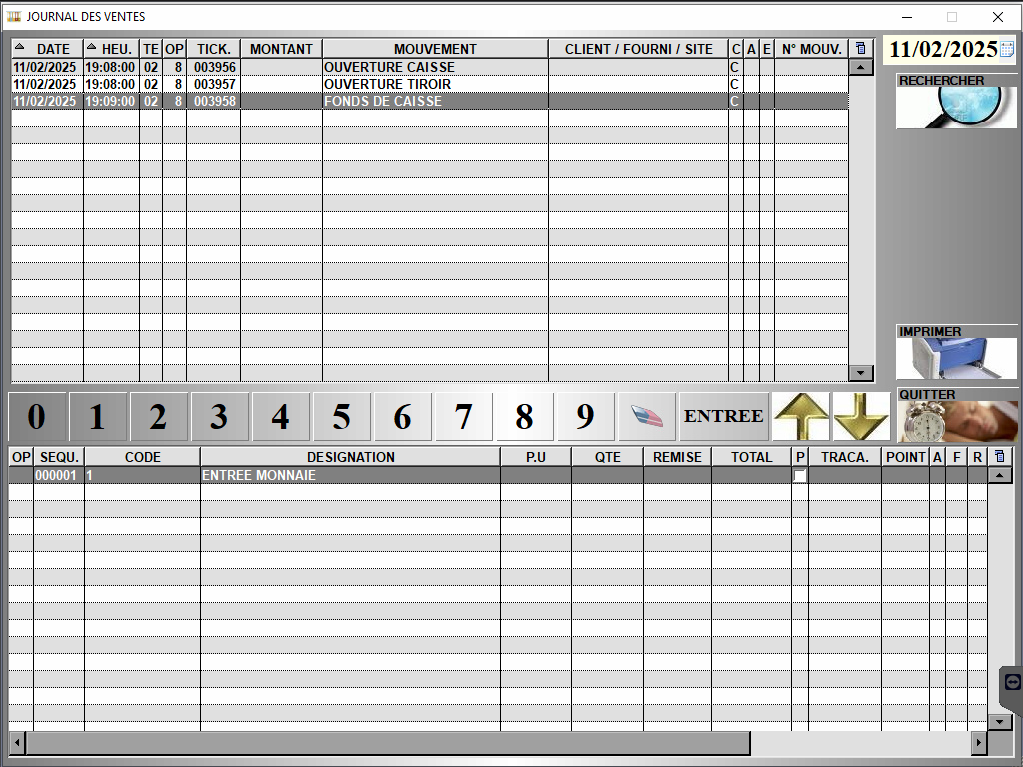 JOURNAL DES VENTES
DATE HEU. TE OP TICK. MONTANT MOUVEMENT CLIENT / FOURNI / SITE C A E N° MOUV.
11/02/2025
11/02/2025 19:08:00 02 8 003956 OUVERTURE CAISSE C
11/02/2025 19:08:00 02 8 003957 OUVERTURE TIROIR C
11/02/2025 19:09:00 02 8 003958 FONDS DE CAISSE C
RECHERCHER
IMPRIMER
QUITTER
0 1 2 3 4 5 6 7 8 9 ENTREE
OP SEQU. CODE DESIGNATION P.U QTE REMISE TOTAL P TRACA. POINT A F R
000001 1 ENTREE MONNAIE